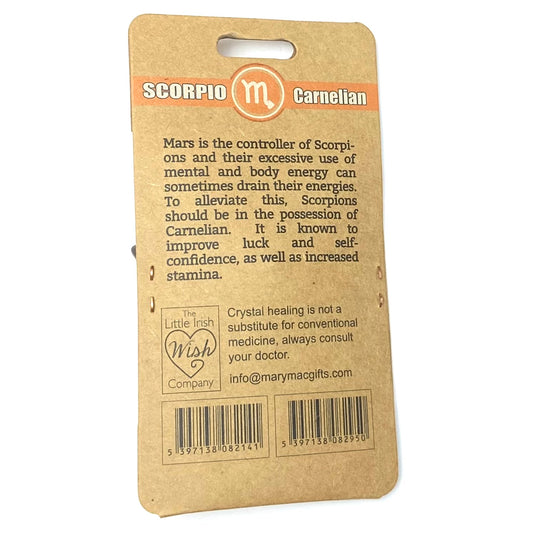 SCORPIO ♏ Carnelian
Mars is the controller of Scorpi-
ons and their excessive use of
mental and body energy can
sometimes drain their energies.
To alleviate this, Scorpions
should be in the possession of
Carnelian. It is known to
improve luck and self-
confidence, as well as increased
stamina.
The
Little Irish
Wish
Company
Crystal healing is not a
substitute for conventional
medicine, always consult
your doctor.
info@marymacgifts.com
5 397138 082141
5 397138 082950